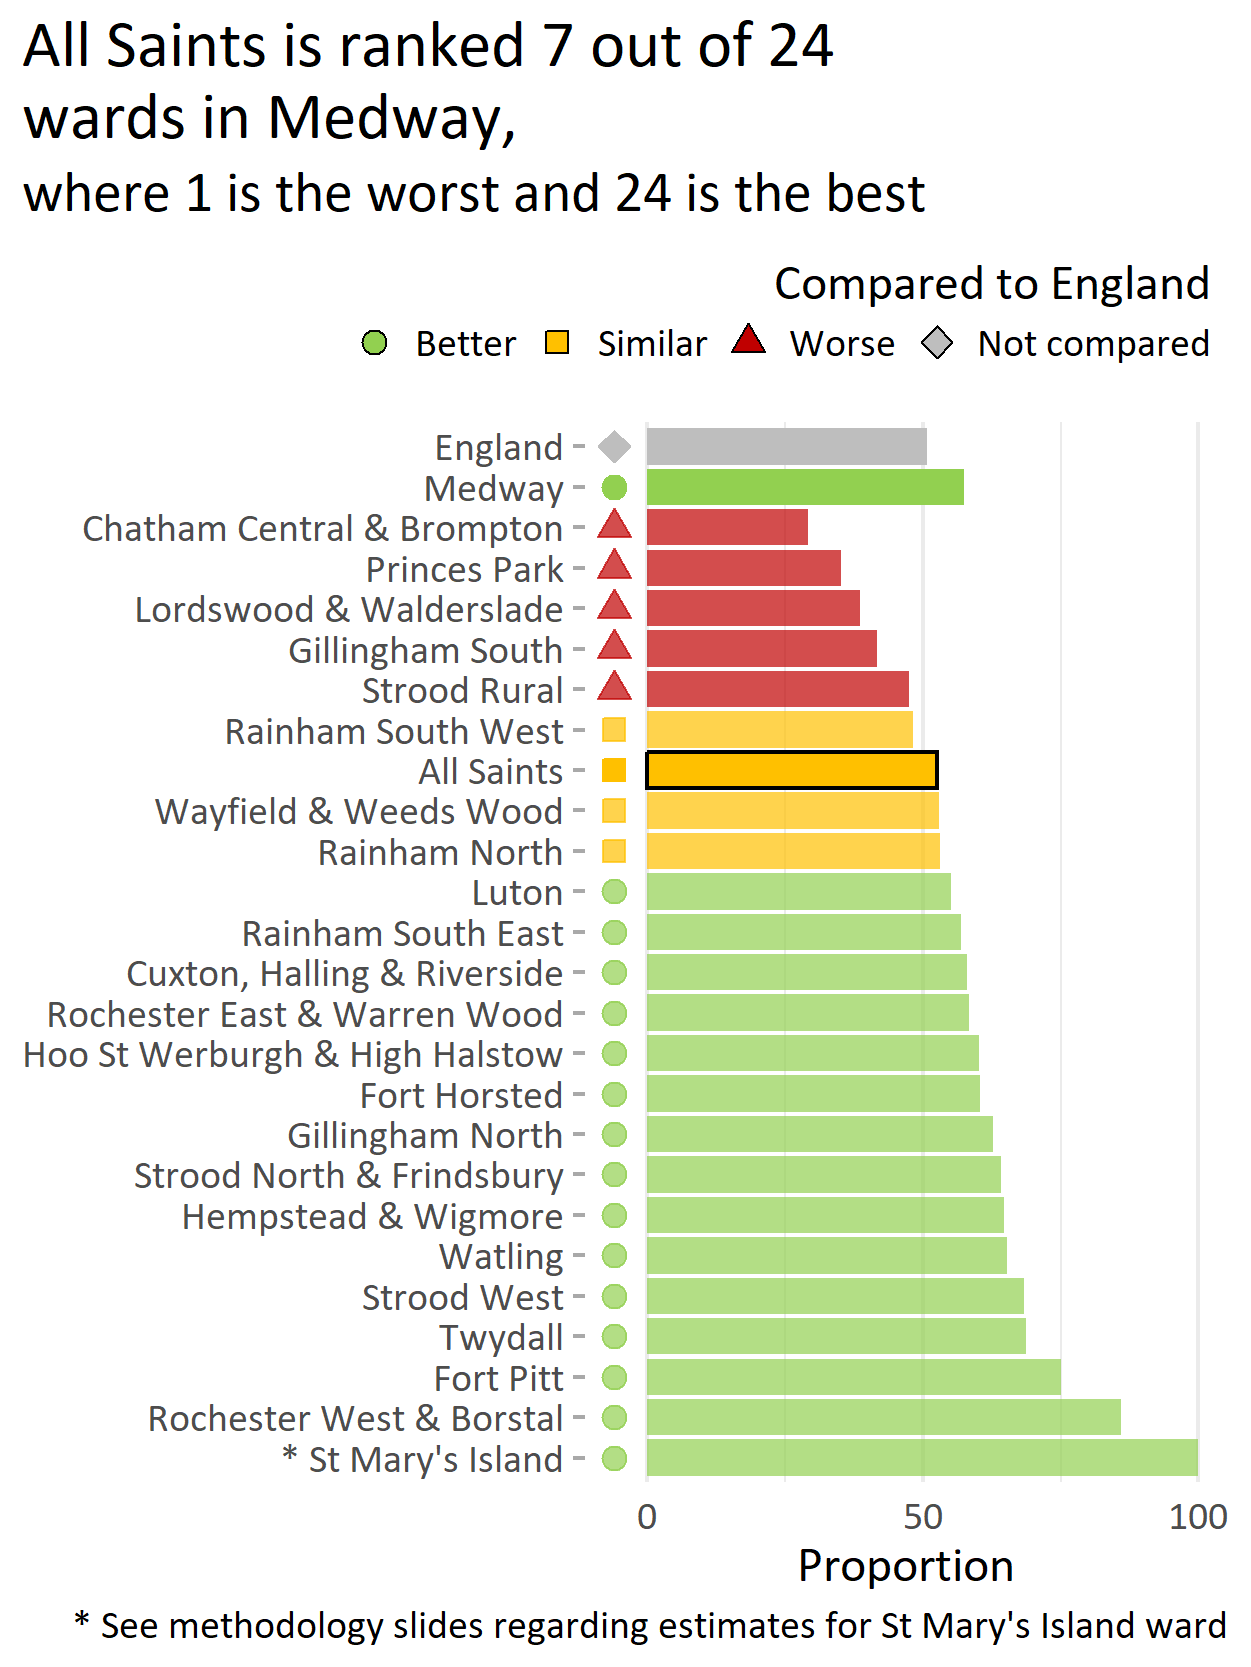 All Saints is ranked 7 out of 24
wards in Medway,
where 1 is the worst and 24 is the best
Compared to England
Better Similar Worse Not compared
England
Medway
Chatham Central & Brompton
Princes Park
Lordswood & Walderslade
Gillingham South
Strood Rural
Rainham South West
All Saints
Wayfield & Weeds Wood
Rainham North
Luton
Rainham South East
Cuxton, Halling & Riverside
Rochester East & Warren Wood
Hoo St Werburgh & High Halstow
Fort Horsted
Gillingham North
Strood North & Frindsbury
Hempstead & Wigmore
Watling
Strood West
Twydall
Fort Pitt
Rochester West & Borstal
* St Mary's Island
0 50 100
Proportion
* See methodology slides regarding estimates for St Mary's Island ward